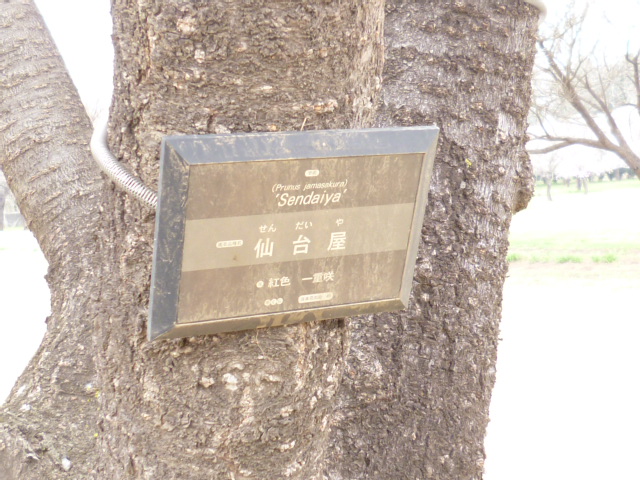 (Prunus jamasakura)
'Sendaiya'
せん だい や
仙台屋
紅色 一重咲